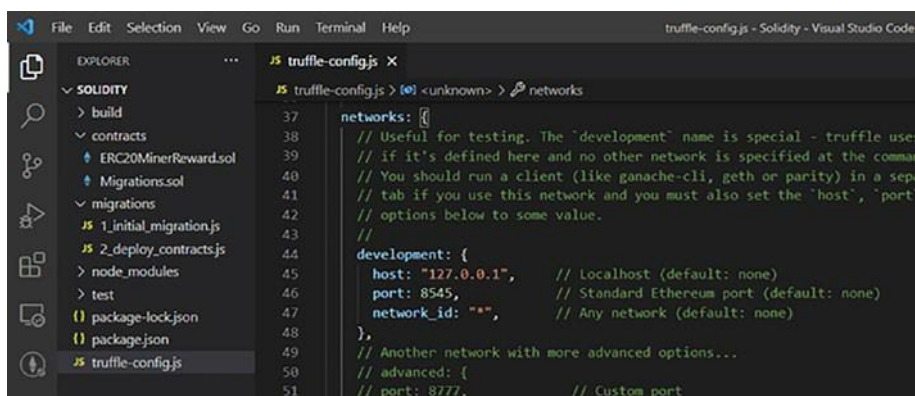 File Edit Selection View Go Run Terminal Help
truffle-config.js - Solidity - Visual Studio Code
EXPLORER ...
SOLIDITY
> build
contracts
ERC20MinerReward.sol
Migrations.sol
migrations
JS 1_initial_migration.js
JS 2_deploy_contracts.js
> node_modules
> test
{} package-lock.json
{} package.json
JS truffle-config.js
JS truffle-config.js ×
JS truffle-config.js > <unknown> > networks
37 networks: {
38 // Useful for testing. The `development` name is special - truffle use
39 // if it's defined here and no other network is specified at the comma
40 // You should run a client (like ganache-cli, geth or parity) in a sepa
41 // tab if you use this network and you must also set the `host`, `port
42 // options below to some value.
43 //
44 development: {
45 host: "127.0.0.1", // Localhost (default: none)
46 port: 8545, // Standard Ethereum port (default: none)
47 network_id: "*", // Any network (default: none)
48 },
49 // Another network with more advanced options...
50 // advanced: {
51 // port: 8777, // Custom port